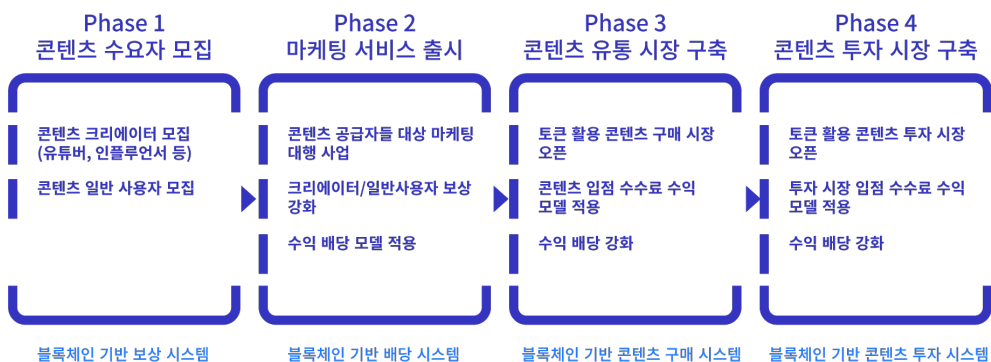 Phase 1
콘텐츠 수요자 모집
콘텐츠 크리에이터 모집
(유튜버, 인플루언서 등)
콘텐츠 일반 사용자 모집
블록체인 기반 보상 시스템
Phase 2
마케팅 서비스 출시
콘텐츠 공급자들 대상 마케팅
대행 사업
크리에이터/일반사용자 보상
강화
수익 배당 모델 적용
블록체인 기반 배당 시스템
Phase 3
콘텐츠 유통 시장 구축
토큰 활용 콘텐츠 구매 시장
오픈
콘텐츠 입점 수수료 수익
모델 적용
수익 배당 강화
블록체인 기반 콘텐츠 구매 시스템
Phase 4
콘텐츠 투자 시장 구축
토큰 활용 콘텐츠 투자 시장
오픈
투자 시장 입점 수수료 수익
모델 적용
수익 배당 강화
블록체인 기반 콘텐츠 투자 시스템